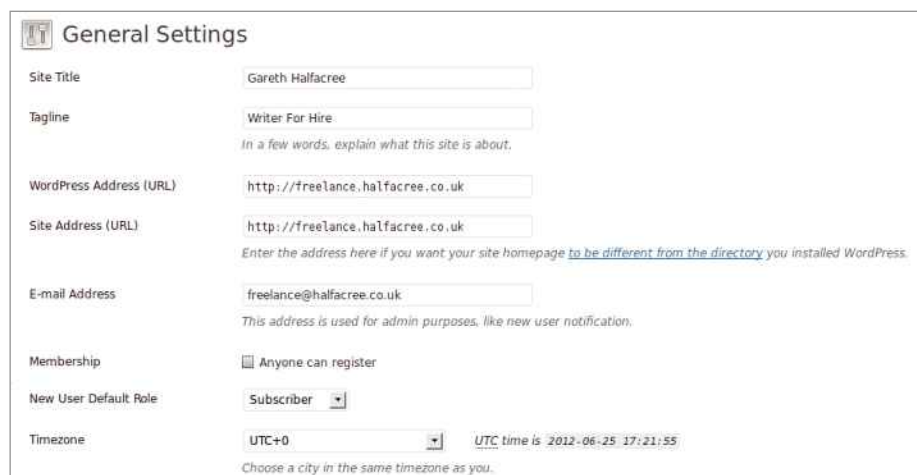 General Settings
Site Title Gareth Halfacree
Tagline Writer For Hire
In a few words, explain what this site is about.
WordPress Address (URL) http://freelance.halfacree.co.uk
Site Address (URL) http://freelance.halfacree.co.uk
Enter the address here if you want your site homepage to be different from the directory you installed WordPress.
E-mail Address freelance@halfacree.co.uk
This address is used for admin purposes, like new user notification.
Membership Anyone can register
New User Default Role Subscriber
Timezone UTC+0 UTC time is 2012-06-25 17:21:55
Choose a city in the same timezone as you.